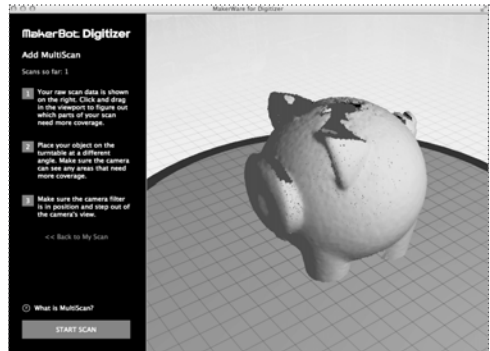 MakerWare for Digitizer
MakerBot Digitizer
Add MultiScan
Scans so far: 1
1 Your raw scan data is shown
on the right. Click and drag
in the viewport to figure out
which parts of your scan
need more coverage.
2 Place your object on the
turntable at a different
angle. Make sure the camera
can see any areas that need
more coverage.
3 Make sure the camera filter
is in position and step out of
the camera's view.
<< Back to My Scan
? What is MultiScan?
START SCAN